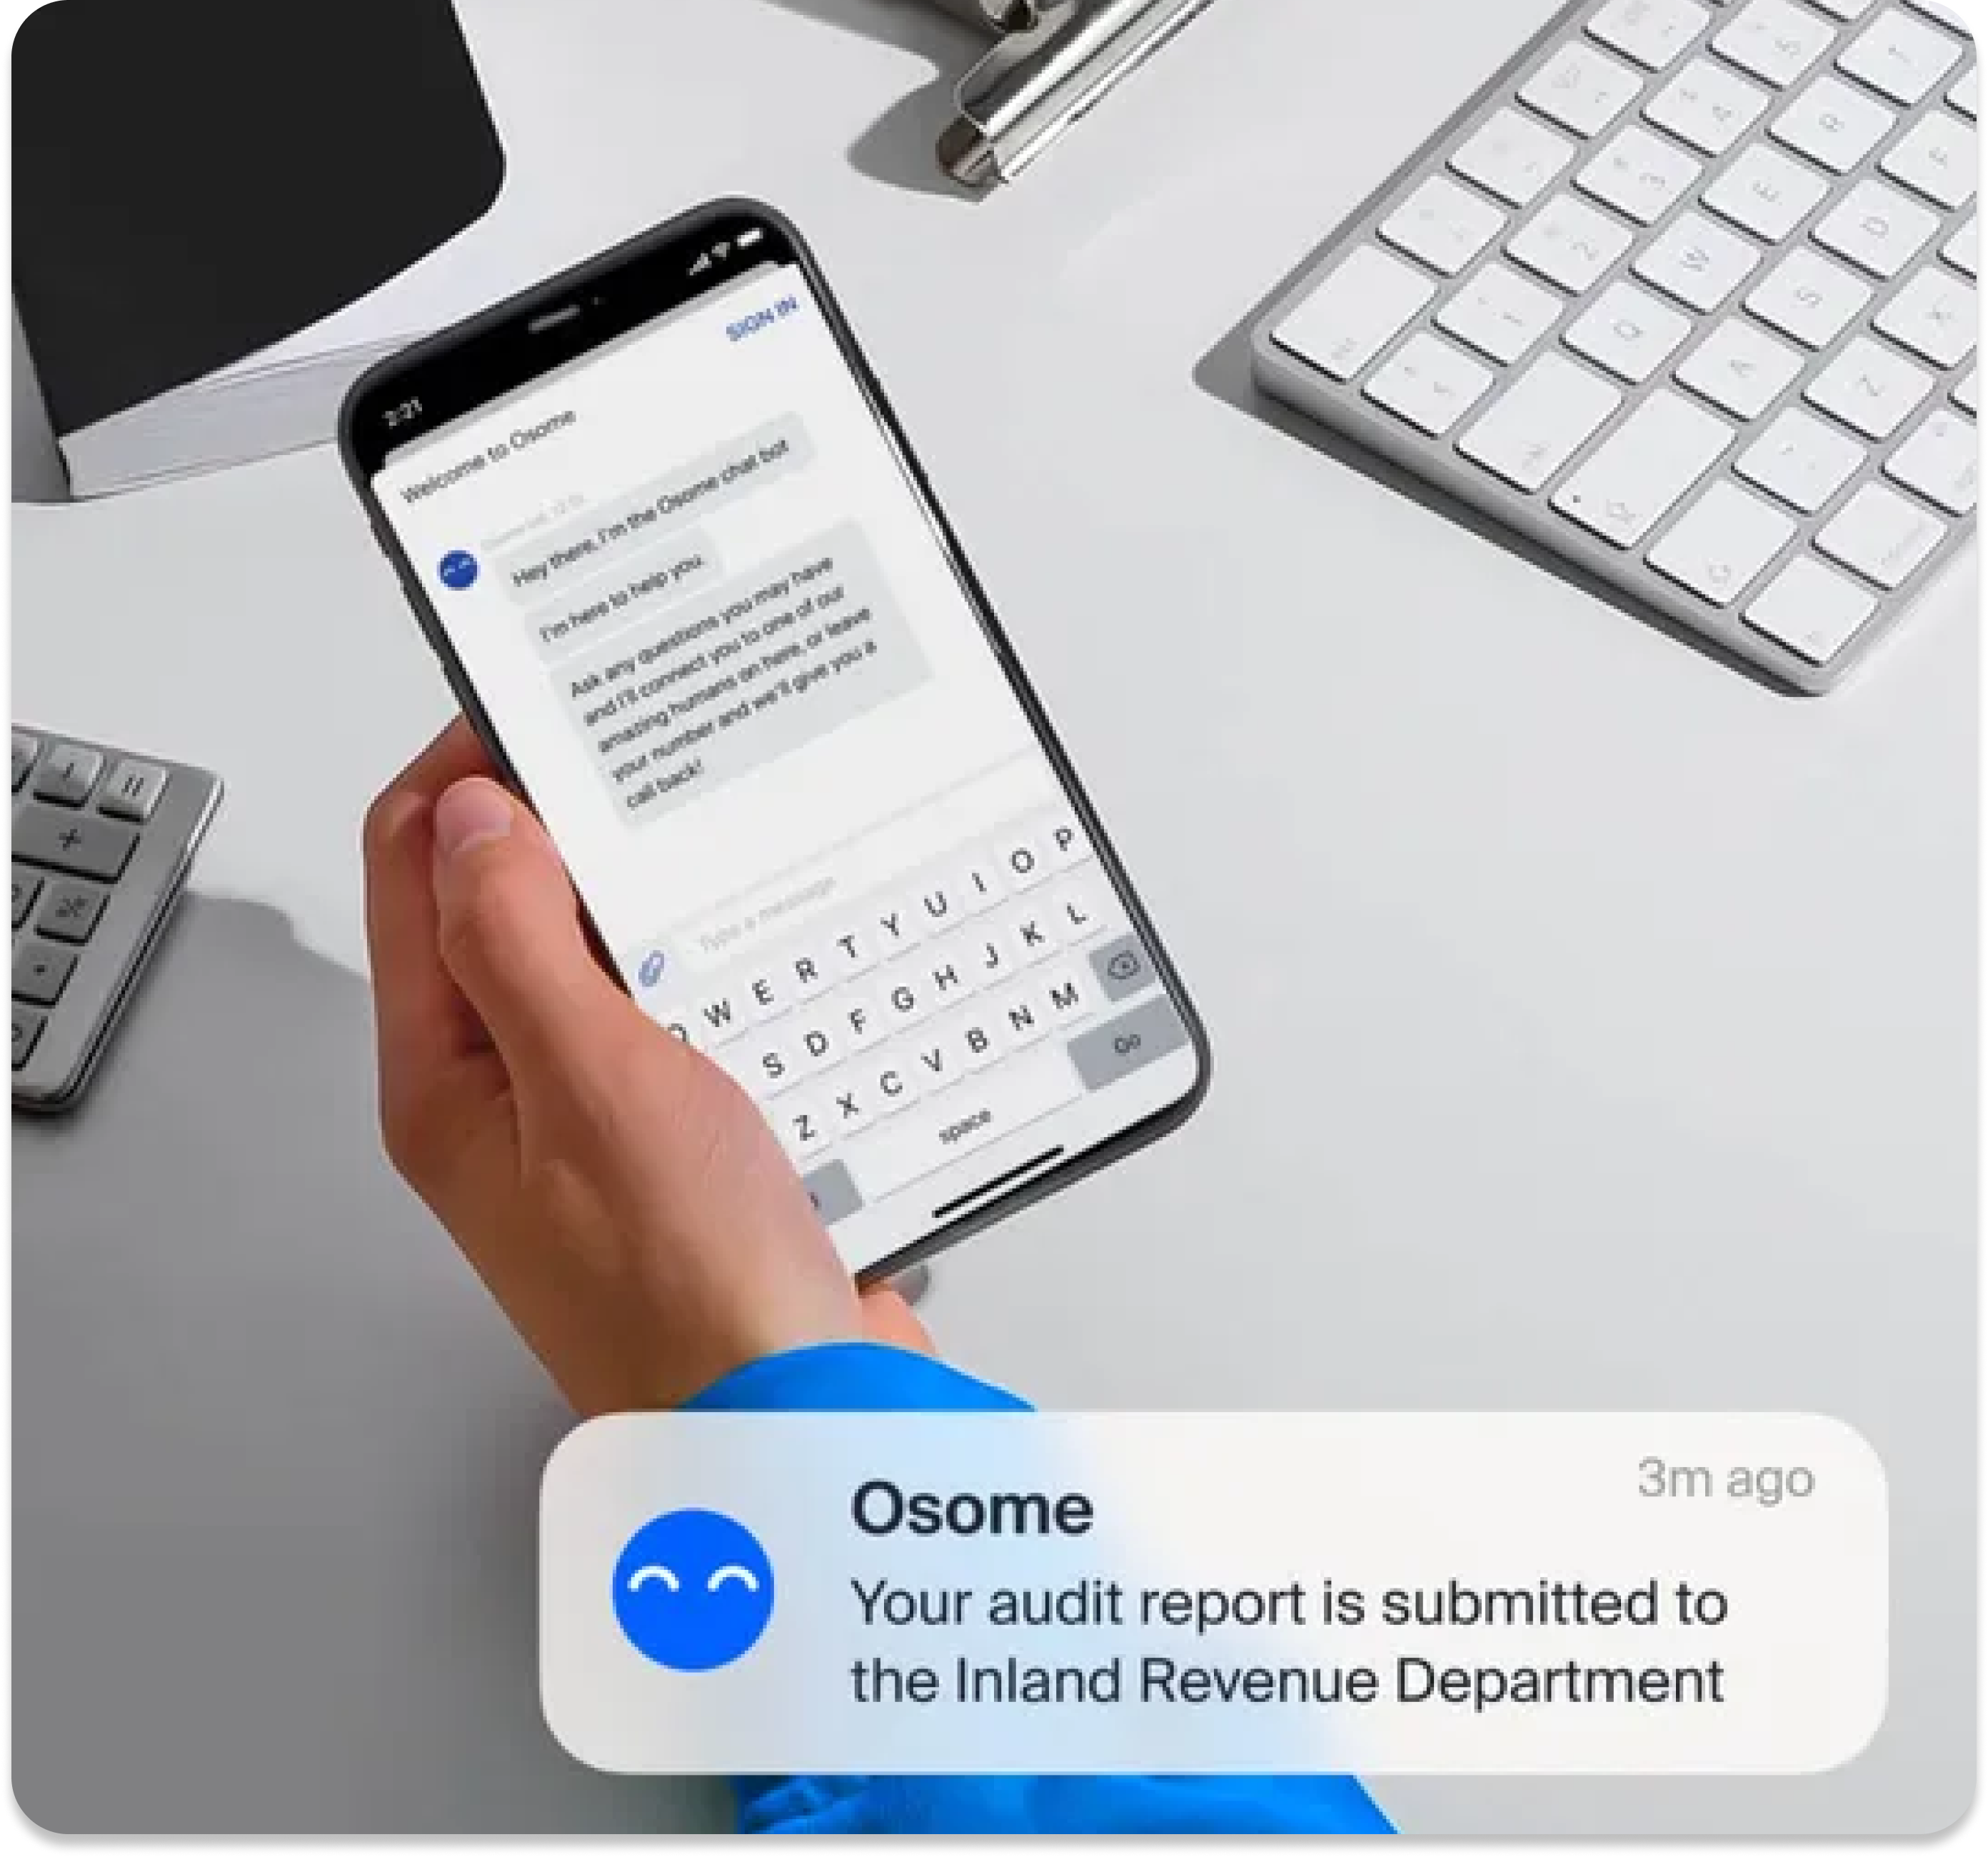 2:21
SIGN IN
Welcome to Osome
Hey there, I'm the Osome chat bot
I'm here to help you.
Ask any questions you may have
and I'll connect you to one of our
amazing humans on here, or leave
your number and we'll give you a
call back!
Type a message
Q W E R T Y U I O P
S D F G H J K L
Z X C V B N M
space
Go
Osome
3m ago
Your audit report is submitted to
the Inland Revenue Department